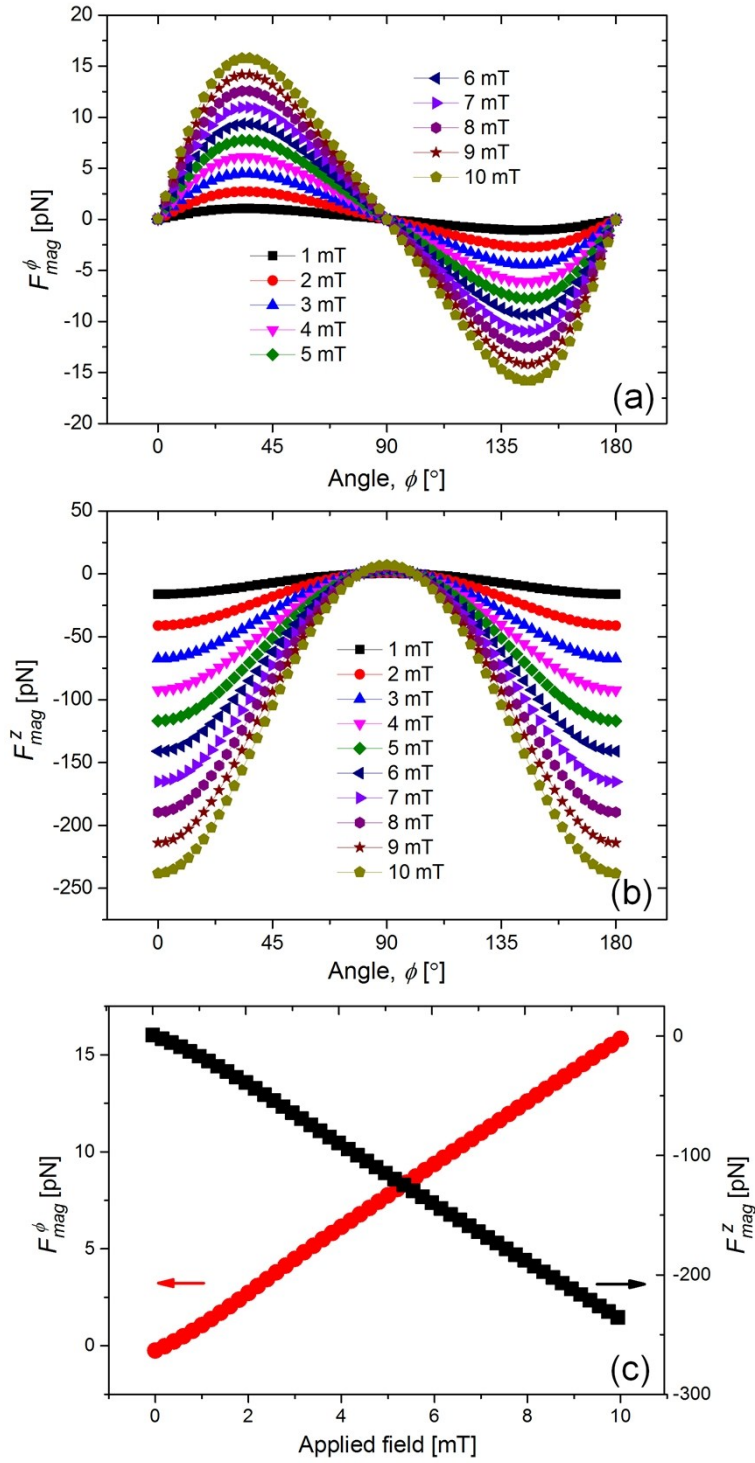 20
15
10
5
0
-5
-10
-15
-20
F^ϕ_mag [pN]
6 mT
7 mT
8 mT
9 mT
10 mT
1 mT
2 mT
3 mT
4 mT
5 mT
(a)
0 45 90 135 180
Angle, ϕ [°]
50
0
-50
-100
-150
-200
-250
F^z_mag [pN]
1 mT
2 mT
3 mT
4 mT
5 mT
6 mT
7 mT
8 mT
9 mT
10 mT
(b)
0 45 90 135 180
Angle, ϕ [°]
15
10
5
0
F^ϕ_mag [pN]
0
-100
-200
-300
F^z_mag [pN]
(c)
0 2 4 6 8 10
Applied field [mT]